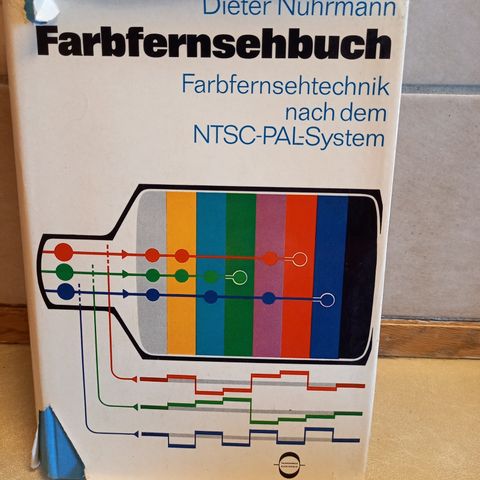 Dieter Nührmann
Farbfernsehbuch
Farbfernsehtechnik
nach dem
NTSC-PAL-System